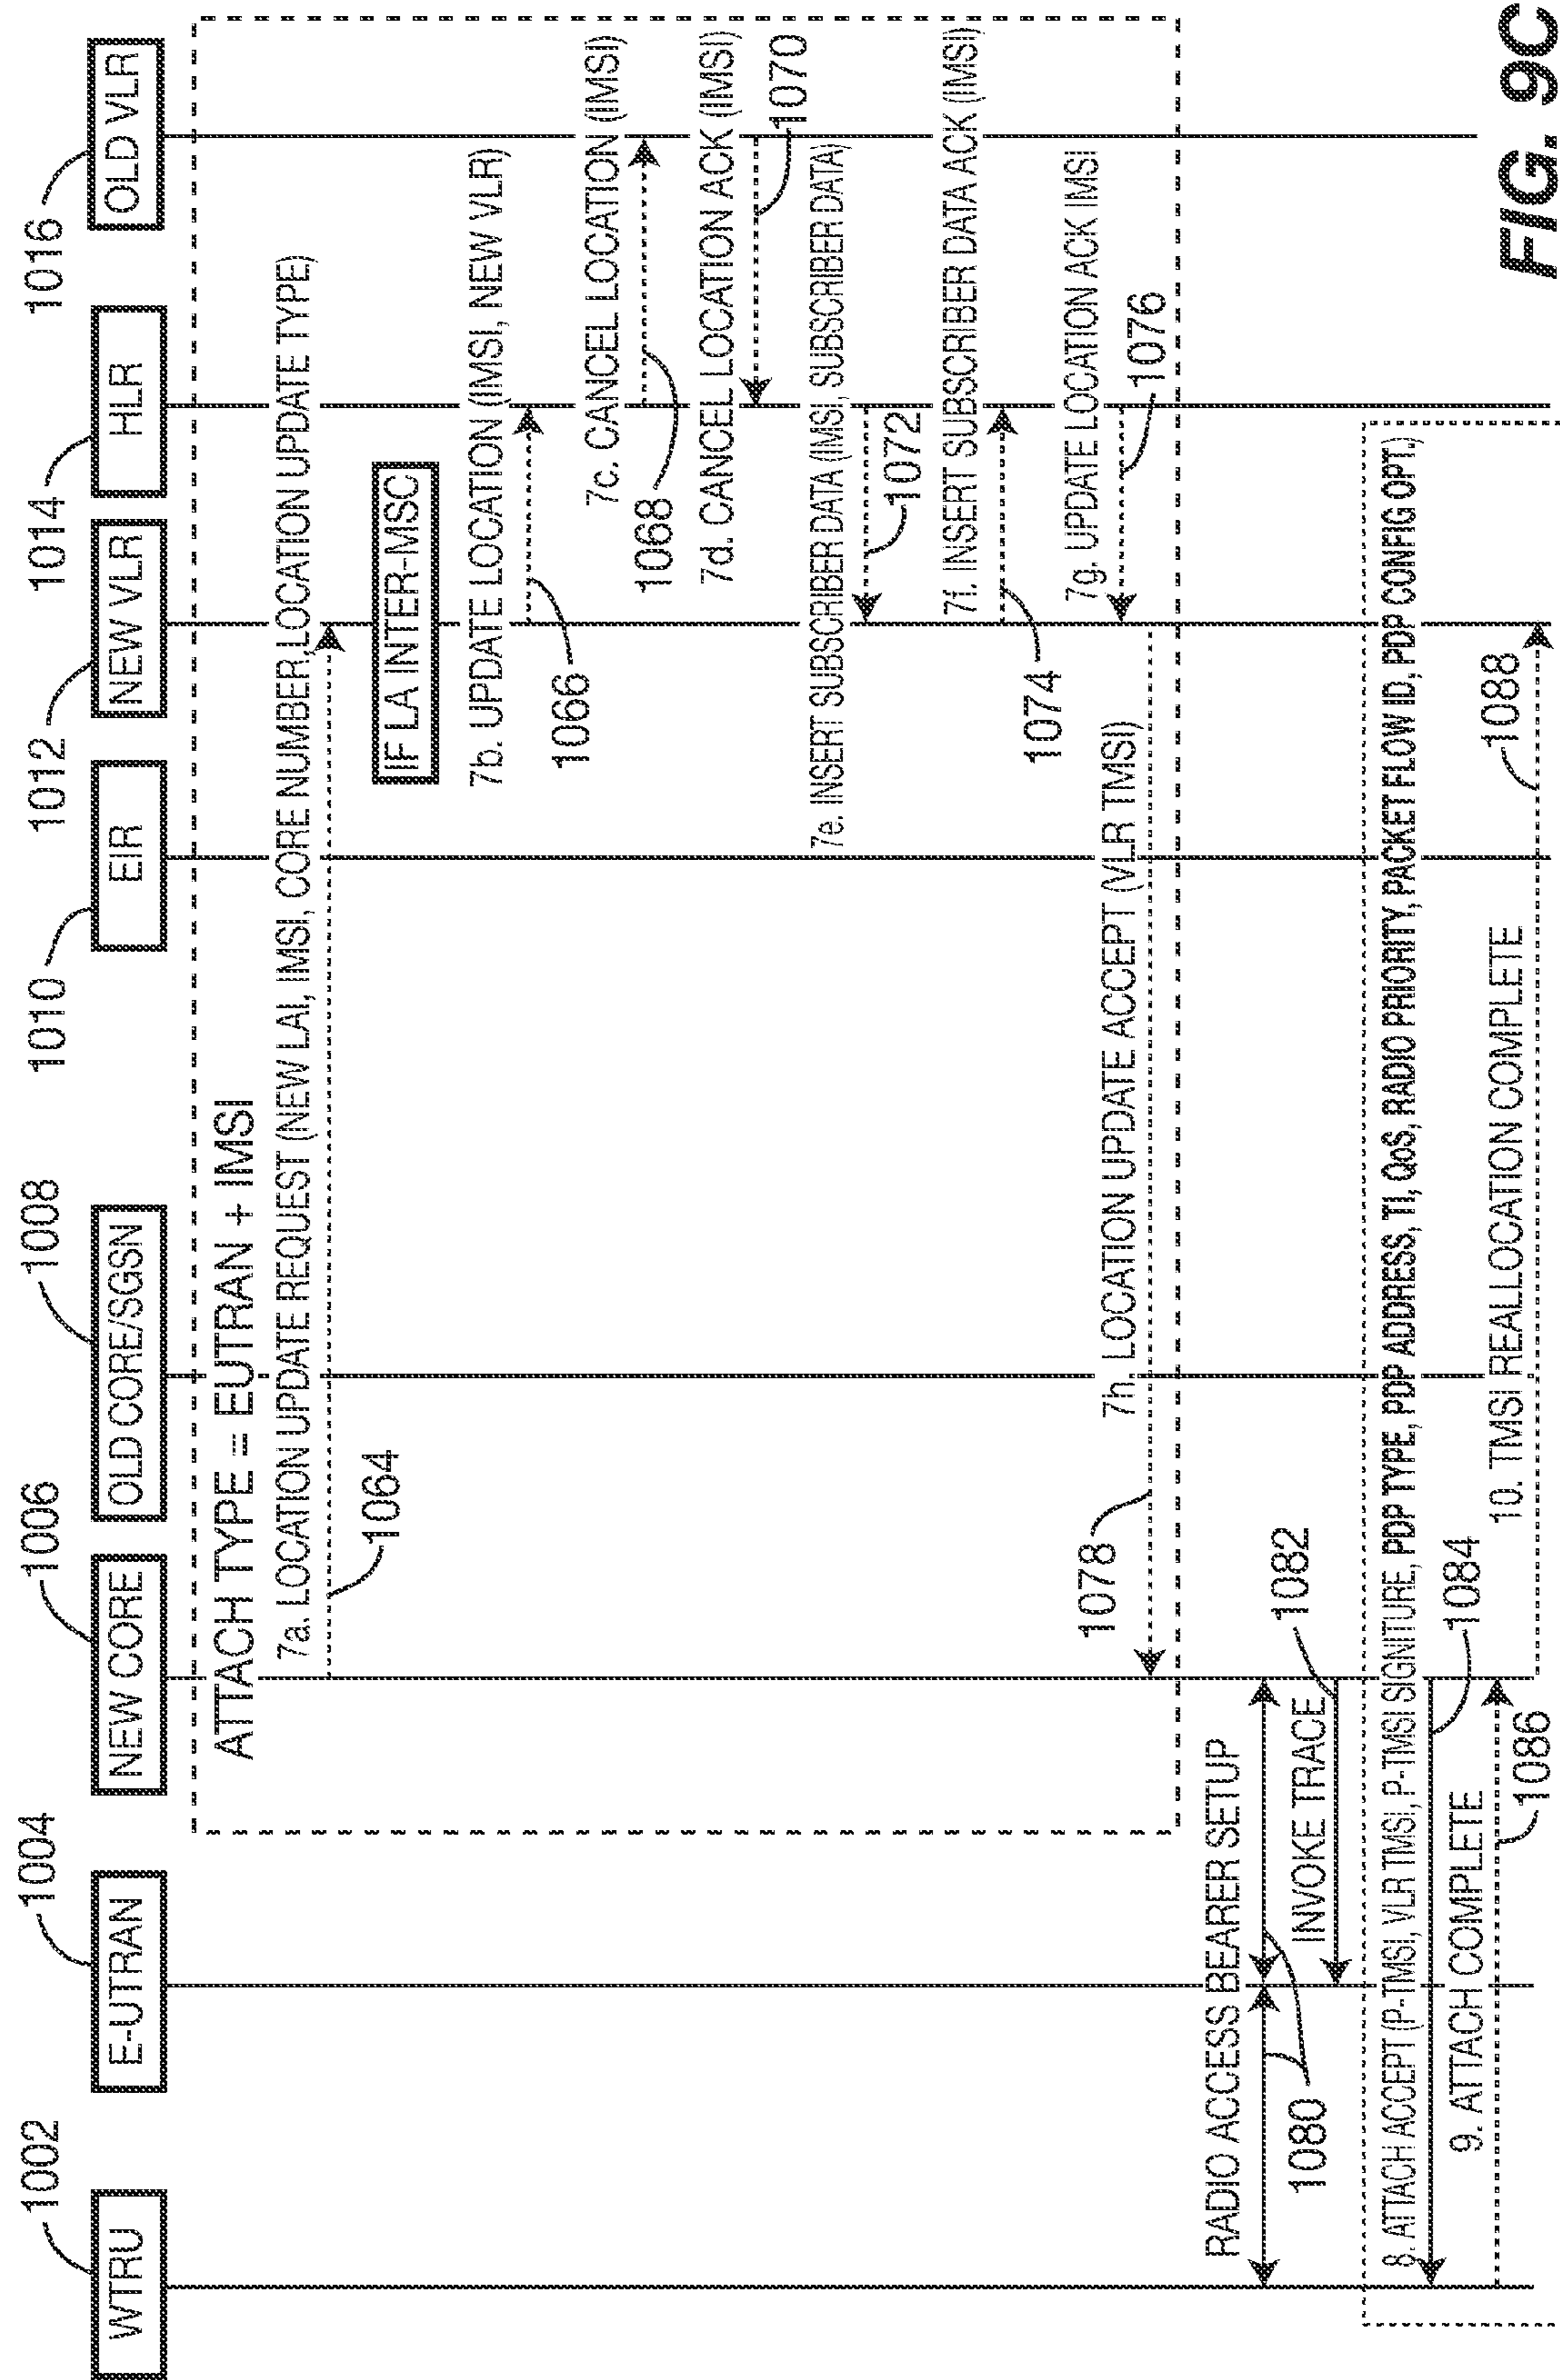 1002
1004
1006
1008
1010
1012
1014
1016
WTRU
E-UTRAN
NEW CORE
OLD CORE/SGSN
EIR
NEW VLR
HLR
OLD VLR
ATTACH TYPE = EUTRAN + IMSI
7a. LOCATION UPDATE REQUEST (NEW LAI, IMSI, CORE NUMBER,LOCATION UPDATE TYPE)
1064
IF LA INTER-MSC
7b. UPDATE LOCATION (IMSI, NEW VLR)
1066
7c. CANCEL LOCATION (IMSI)
1068
7d. CANCEL LOCATION ACK (IMSI)
1070
7e. INSERT SUBSCRIBER DATA (IMSI, SUBSCRIBER DATA)
1072
7f. INSERT SUBSCRIBER DATA ACK (IMSI)
1074
7g. UPDATE LOCATION ACK IMSI
1076
7h. LOCATION UPDATE ACCEPT (VLR TMSI)
1078
RADIO ACCESS BEARER SETUP
1080
1082
INVOKE TRACE
8. ATTACH ACCEPT (P-TMSI, VLR TMSI, P-TMSI SIGNITURE, PDP TYPE, PDP ADDRESS, TI, QoS, RADIO PRIORITY, PACKET FLOW ID, PDP CONFIG OPT.)
1084
9. ATTACH COMPLETE
1086
10. TMSI REALLOCATION COMPLETE
1088
FIG. 9C